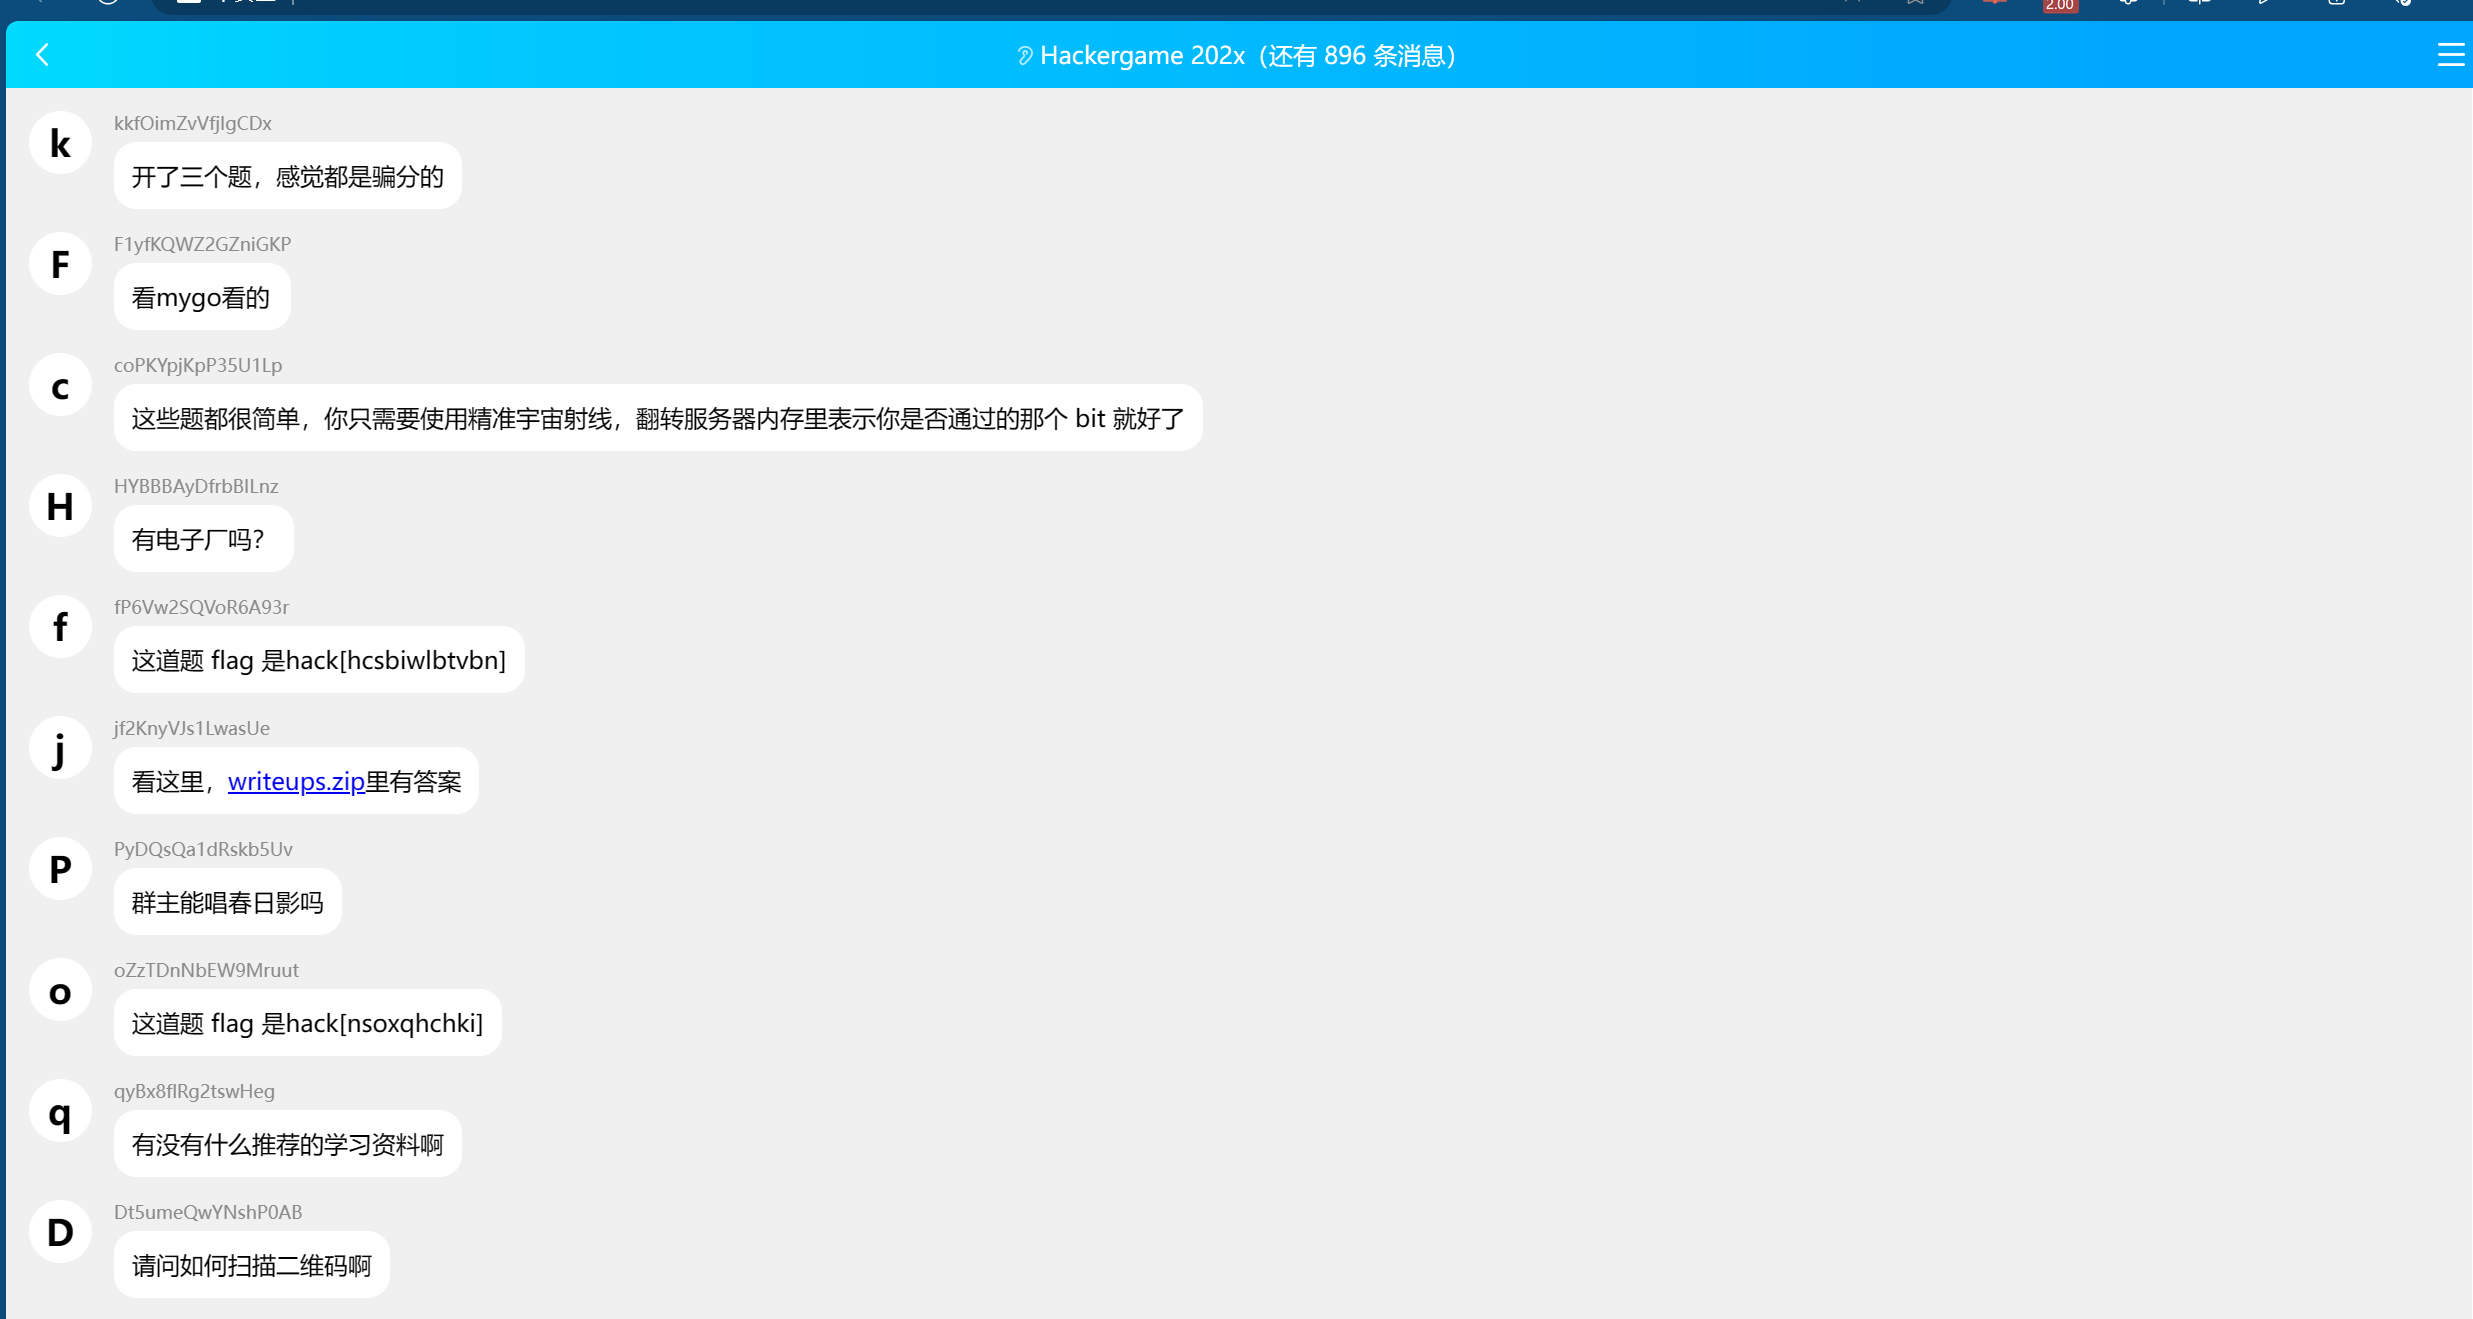 2.00
Hackergame 202x（还有 896 条消息）
k
kkfOimZvVfjIgCDx
开了三个题，感觉都是骗分的
F
F1yfKQWZ2GZniGKP
看mygo看的
c
coPKYpjKpP35U1Lp
这些题都很简单，你只需要使用精准宇宙射线，翻转服务器内存里表示你是否通过的那个 bit 就好了
H
HYBBBAyDfrbBILnz
有电子厂吗？
f
fP6Vw2SQVoR6A93r
这道题 flag 是hack[hcsbiwlbtvbn]
j
jf2KnyVJs1LwasUe
看这里，writeups.zip里有答案
P
PyDQsQa1dRskb5Uv
群主能唱春日影吗
o
oZzTDnNbEW9Mruut
这道题 flag 是hack[nsoxqhchki]
q
qyBx8fIRg2tswHeg
有没有什么推荐的学习资料啊
D
Dt5umeQwYNshP0AB
请问如何扫描二维码啊